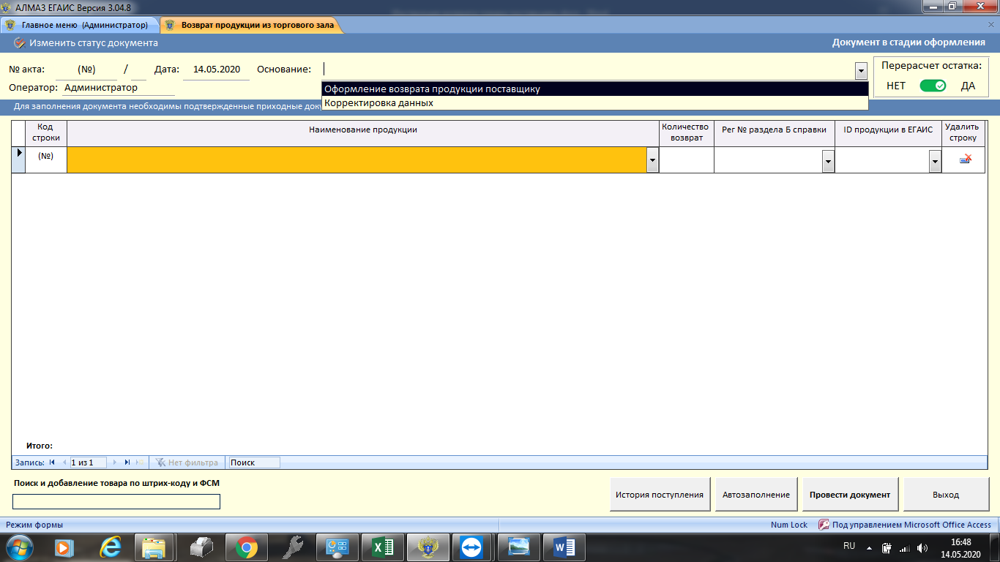 АЛМАЗ ЕГАИС Версия 3.04.8
Главное меню (Администратор)
Возврат продукции из торгового зала
Изменить статус документа
Документ в стадии оформления
№ акта: (№) / Дата: 14.05.2020 Основание:
Перерасчет остатка:
НЕТ ДА
Оператор: Администратор
Оформление возврата продукции поставщику
Корректировка данных
Для заполнения документа необходимы подтвержденные приходные доку
Код строки
Наименование продукции
Количество возврат
Рег № раздела Б справки
ID продукции в ЕГАИС
Удалить строку
(№)
Итого:
Запись: 1 из 1 Нет фильтра Поиск
Поиск и добавление товара по штрих-коду и ФСМ
История поступления
Автозаполнение
Провести документ
Выход
Режим формы
Num Lock
Под управлением Microsoft Office Access
RU
16:48
14.05.2020